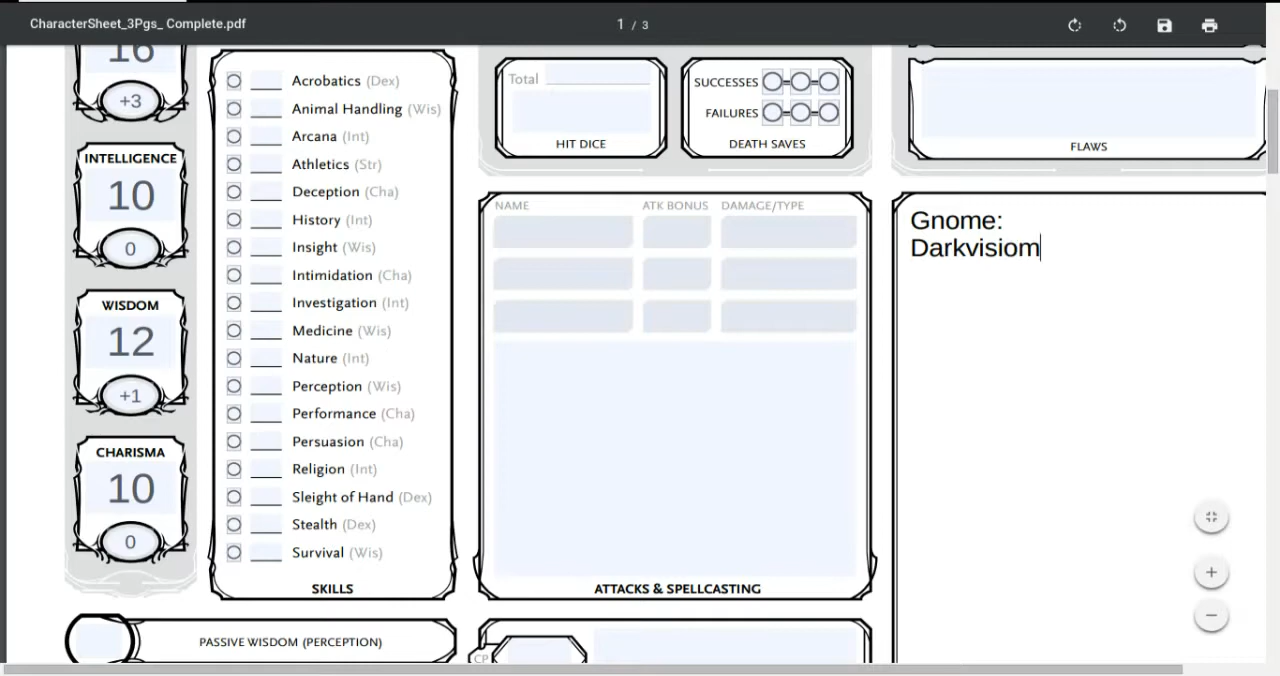 CharacterSheet_3Pgs_ Complete.pdf
1 / 3
16
+3
INTELLIGENCE
10
0
WISDOM
12
+1
CHARISMA
10
0
Acrobatics (Dex)
Animal Handling (Wis)
Arcana (Int)
Athletics (Str)
Deception (Cha)
History (Int)
Insight (Wis)
Intimidation (Cha)
Investigation (Int)
Medicine (Wis)
Nature (Int)
Perception (Wis)
Performance (Cha)
Persuasion (Cha)
Religion (Int)
Sleight of Hand (Dex)
Stealth (Dex)
Survival (Wis)
SKILLS
PASSIVE WISDOM (PERCEPTION)
Total
HIT DICE
SUCCESSES
FAILURES
DEATH SAVES
NAME ATK BONUS DAMAGE/TYPE
ATTACKS & SPELLCASTING
CP
FLAWS
Gnome:
Darkvisiom